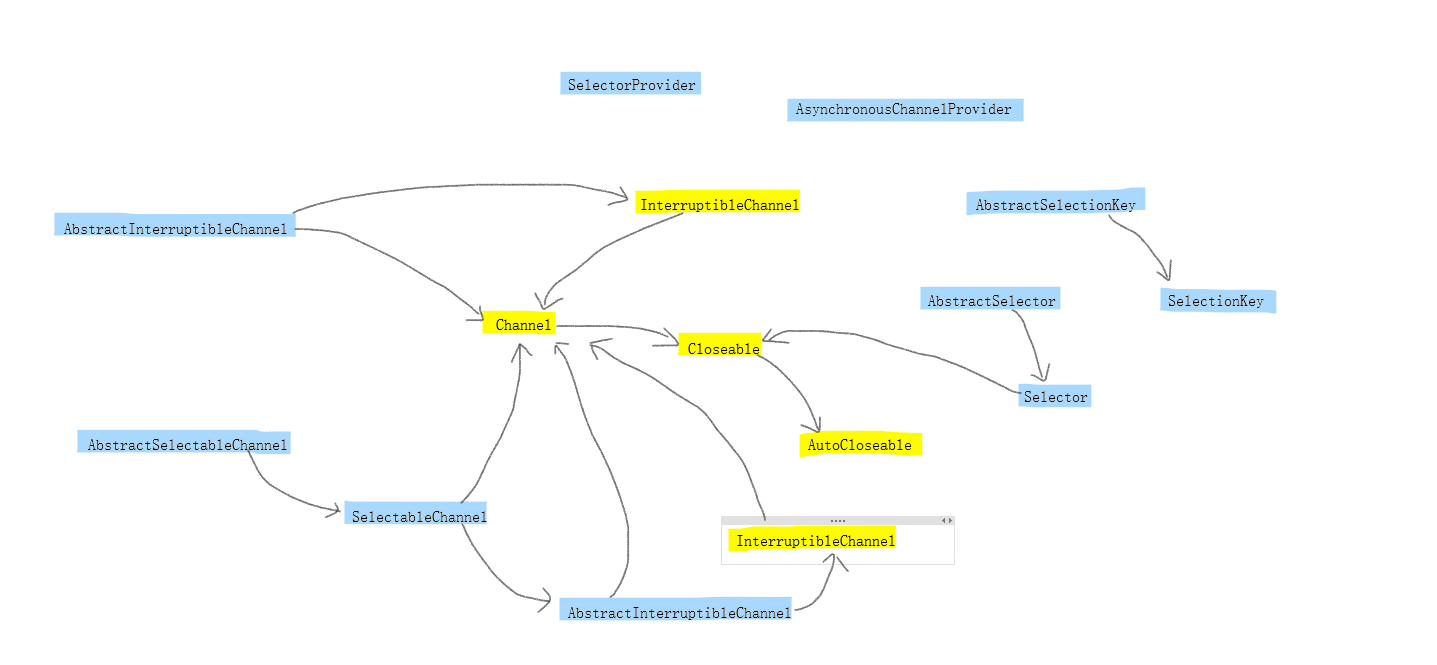 SelectorProvider
AsynchronousChannelProvider
InterruptibleChannel
AbstractSelectionKey
AbstractInterruptibleChannel
AbstractSelector
SelectionKey
Channel
Closeable
Selector
AbstractSelectableChannel
AutoCloseable
SelectableChannel
InterruptibleChannel
AbstractInterruptibleChannel